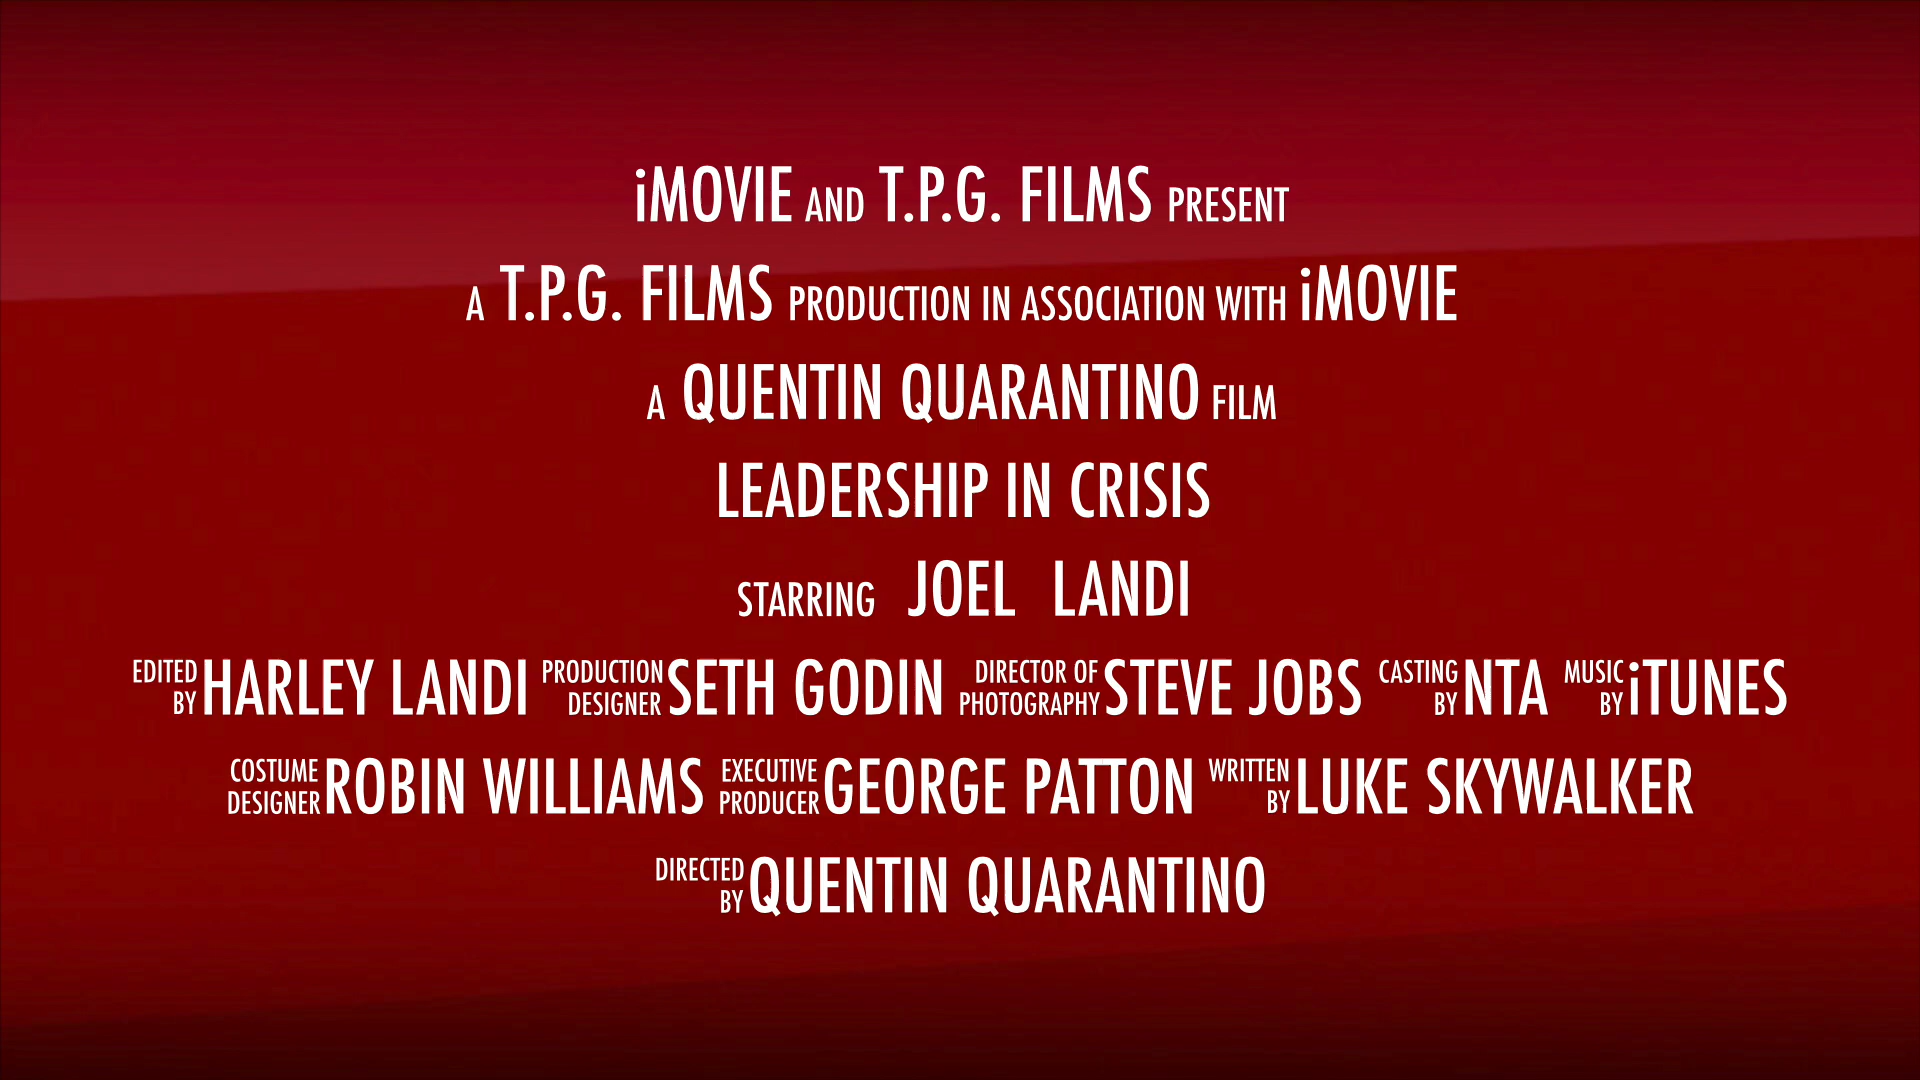 iMOVIE AND T.P.G. FILMS PRESENT
A T.P.G. FILMS PRODUCTION IN ASSOCIATION WITH iMOVIE
A QUENTIN QUARANTINO FILM
LEADERSHIP IN CRISIS
STARRING JOEL LANDI
EDITED BY HARLEY LANDI PRODUCTION DESIGNER SETH GODIN DIRECTOR OF PHOTOGRAPHY STEVE JOBS CASTING BY NTA MUSIC BY iTUNES
COSTUME DESIGNER ROBIN WILLIAMS EXECUTIVE PRODUCER GEORGE PATTON WRITTEN BY LUKE SKYWALKER
DIRECTED BY QUENTIN QUARANTINO